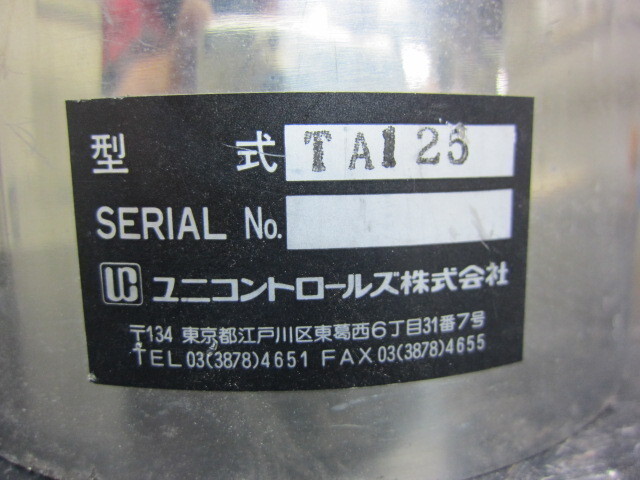 型 式 TA125
SERIAL No.
UC ユニコントロールズ株式会社
〒134 東京都江戸川区東葛西6丁目31番7号
TEL 03(3878)4651 FAX 03(3878)4655